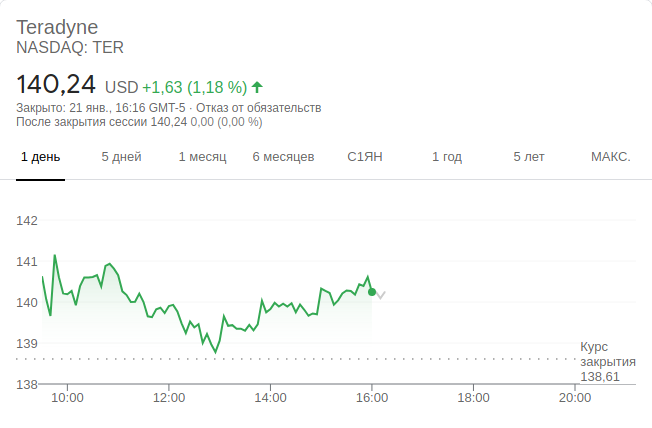 Teradyne
NASDAQ: TER
140,24 USD +1,63 (1,18 %)
Закрыто: 21 янв., 16:16 GMT-5 · Отказ от обязательств
После закрытия сессии 140,24 0,00 (0,00 %)
1 день 5 дней 1 месяц 6 месяцев С1ЯН 1 год 5 лет МАКС.
142
141
140
139
Курс
закрытия
138,61
138
10:00 12:00 14:00 16:00 18:00 20:00